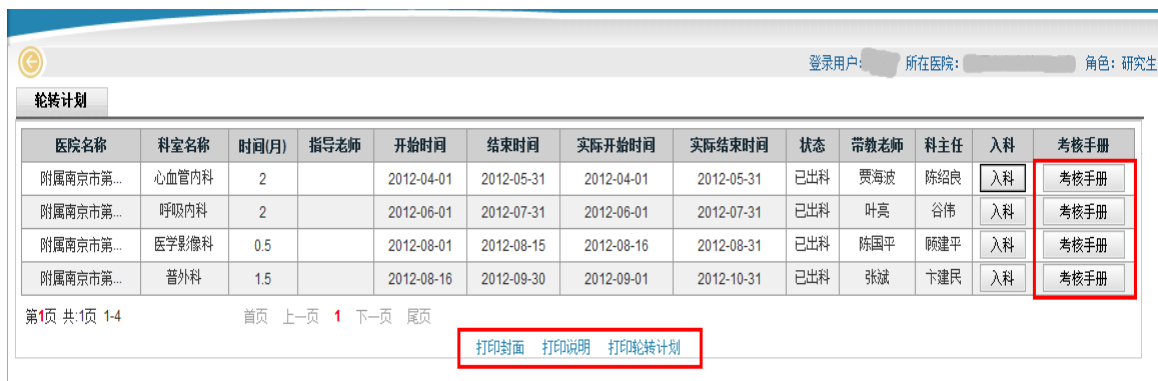 登录用户: 所在医院: 角色: 研究生
轮转计划
医院名称 科室名称 时间(月) 指导老师 开始时间 结束时间 实际开始时间 实际结束时间 状态 带教老师 科主任 入科 考核手册
附属南京市第... 心血管内科 2 2012-04-01 2012-05-31 2012-04-01 2012-05-31 已出科 贾海波 陈绍良 入科 考核手册
附属南京市第... 呼吸内科 2 2012-06-01 2012-07-31 2012-06-01 2012-07-31 已出科 叶亮 谷伟 入科 考核手册
附属南京市第... 医学影像科 0.5 2012-08-01 2012-08-15 2012-08-16 2012-08-31 已出科 陈国平 顾建平 入科 考核手册
附属南京市第... 普外科 1.5 2012-08-16 2012-09-30 2012-09-01 2012-10-31 已出科 张斌 卞建民 入科 考核手册
第1页 共:1页 1-4 首页 上一页 1 下一页 尾页
打印封面 打印说明 打印轮转计划